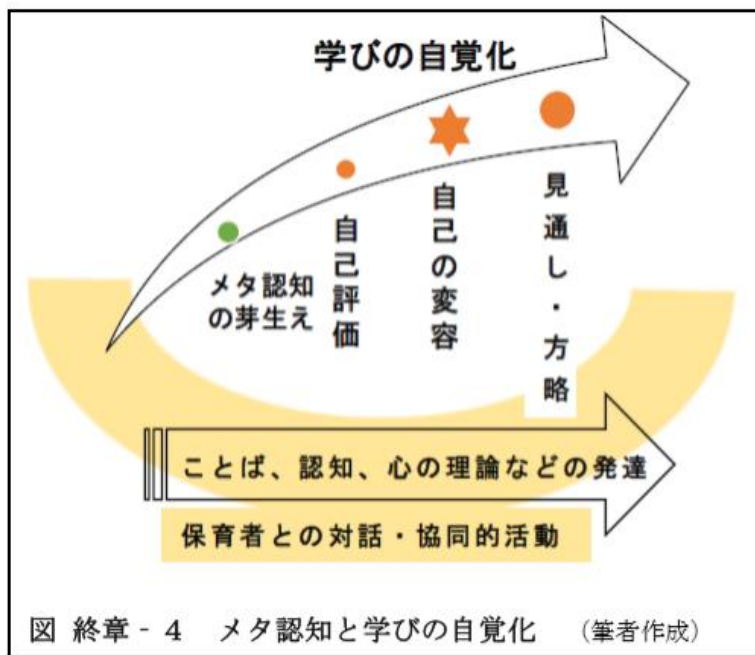 学びの自覚化
メタ認知
の芽生え
自己評価
自己の変容
見通し・方略
ことば、認知、心の理論などの発達
保育者との対話・協同的活動
図 終章 - 4 メタ認知と学びの自覚化 （筆者作成）